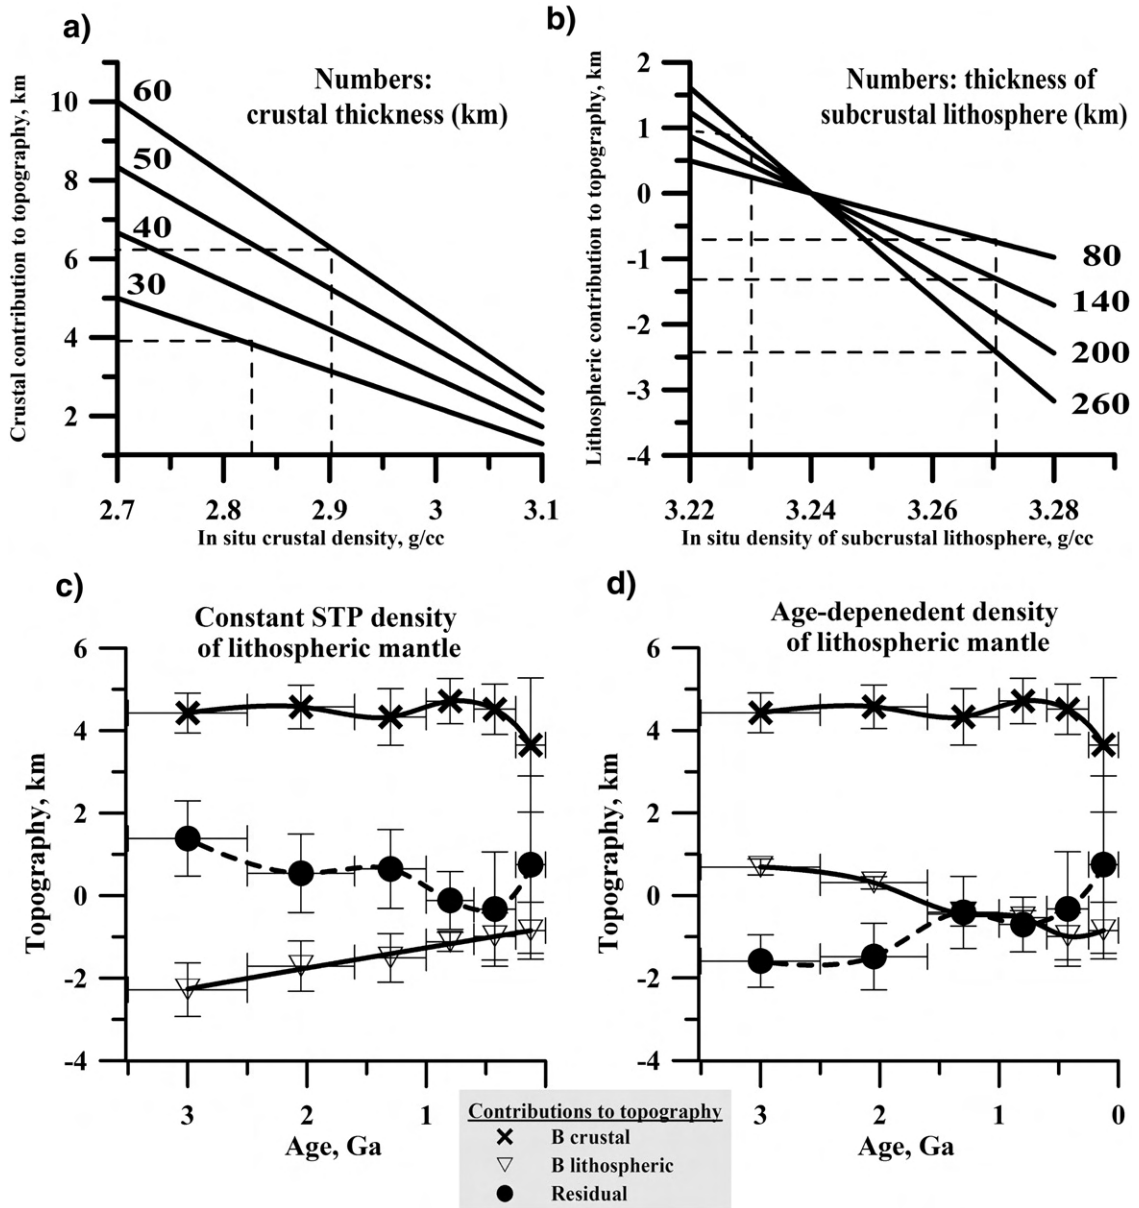 a)
Numbers:
crustal thickness (km)
Crustal contribution to topography, km
10
8
6
4
2
60
50
40
30
2.7 2.8 2.9 3 3.1
In situ crustal density, g/cc
b)
Numbers: thickness of
subcrustal lithosphere (km)
Lithospheric contribution to topography, km
2
1
0
-1
-2
-3
-4
80
140
200
260
3.22 3.24 3.26 3.28
In situ density of subcrustal lithosphere, g/cc
c)
Constant STP density
of lithospheric mantle
Topography, km
6
4
2
0
-2
-4
3 2 1
Age, Ga
d)
Age-depenedent density
of lithospheric mantle
Topography, km
6
4
2
0
-2
-4
3 2 1 0
Age, Ga
Contributions to topography
B crustal
B lithospheric
Residual